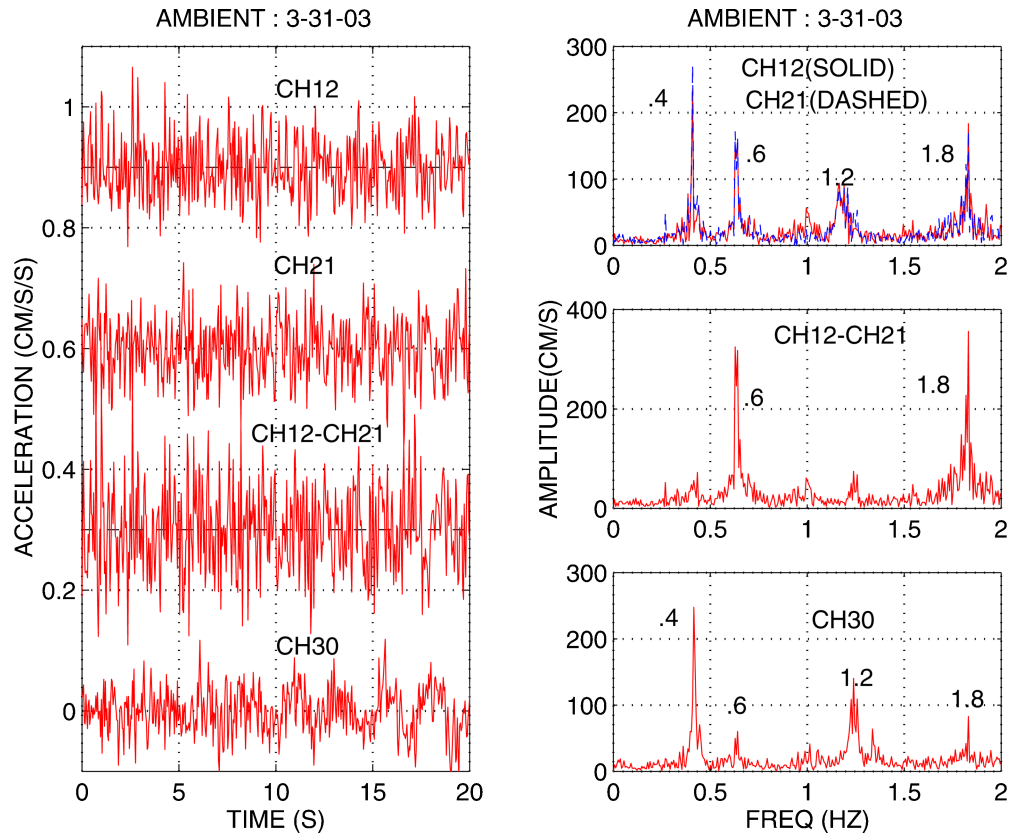 AMBIENT : 3-31-03
ACCELERATION (CM/S/S)
1
0.8
0.6
0.4
0.2
0
CH12
CH21
CH12-CH21
CH30
0 5 10 15 20
TIME (S)
AMBIENT : 3-31-03
AMPLITUDE(CM/S)
300
200
100
0
CH12(SOLID)
CH21(DASHED)
.4
.6
1.2
1.8
0 0.5 1 1.5 2
400
200
0
CH12-CH21
.6
1.8
0 0.5 1 1.5 2
300
200
100
0
CH30
.4
.6
1.2
1.8
0 0.5 1 1.5 2
FREQ (HZ)